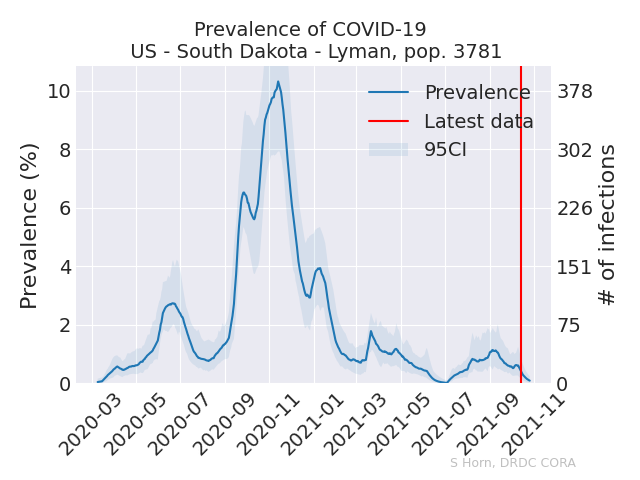 Prevalence of COVID-19
US - South Dakota - Lyman, pop. 3781
Prevalence (%)
10
8
6
4
2
0
378
302
226
151
75
0
# of infections
Prevalence
Latest data
95CI
2020-03
2020-05
2020-07
2020-09
2020-11
2021-01
2021-03
2021-05
2021-07
2021-09
2021-11
S Horn, DRDC CORA